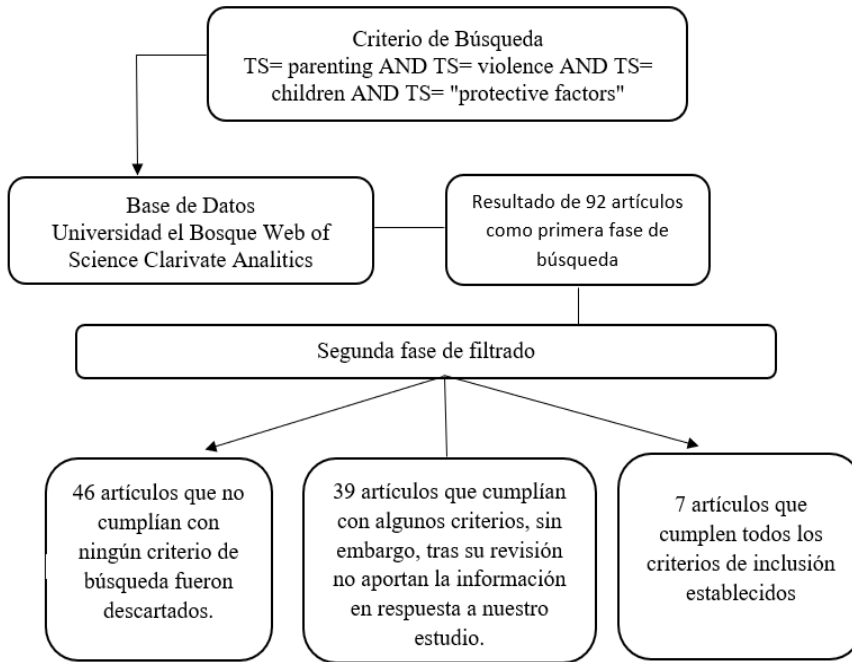 Criterio de Búsqueda
TS= parenting AND TS= violence AND TS=
children AND TS= "protective factors"
Base de Datos
Universidad el Bosque Web of
Science Clarivate Analitics
Resultado de 92 artículos
como primera fase de
búsqueda
Segunda fase de filtrado
46 artículos que no
cumplían con
ningún criterio de
búsqueda fueron
descartados.
39 artículos que cumplían
con algunos criterios, sin
embargo, tras su revisión
no aportan la información
en respuesta a nuestro
estudio.
7 artículos que
cumplen todos los
criterios de inclusión
establecidos